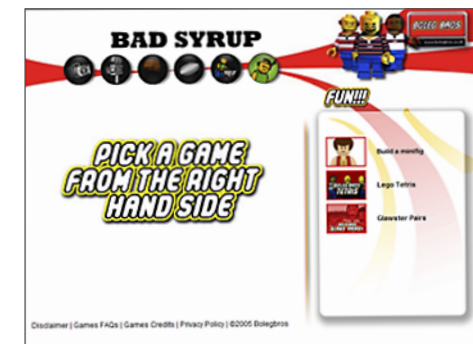 BAD SYRUP
BOLEG BROS
FUN!!!
PICK A GAME
FROM THE RIGHT
HAND SIDE
Build a minifig
Lego Tetris
TETRIS
Glawster Pairs
Disclaimer | Games FAQs | Games Credits | Privacy Policy | ©2005 Bolegbros